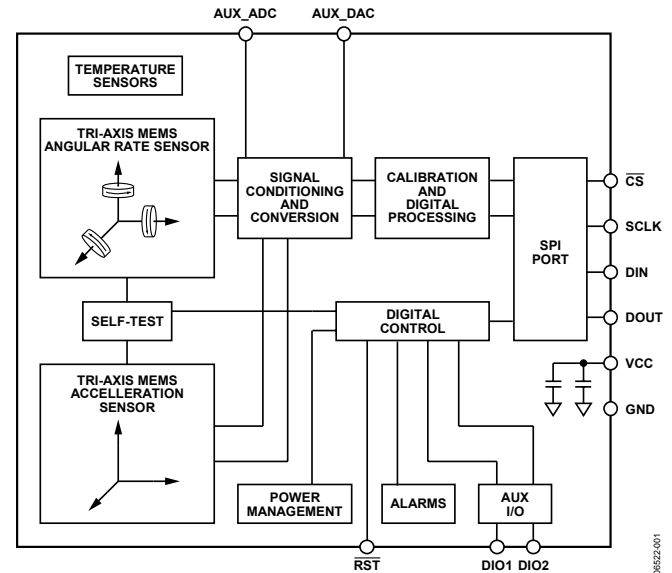 AUX_ADC
AUX_DAC
TEMPERATURE
SENSORS
TRI-AXIS MEMS
ANGULAR RATE SENSOR
SIGNAL
CONDITIONING
AND
CONVERSION
CALIBRATION
AND
DIGITAL
PROCESSING
SPI
PORT
CS
SCLK
DIN
DOUT
VCC
GND
SELF-TEST
DIGITAL
CONTROL
TRI-AXIS MEMS
ACCELLERATION
SENSOR
POWER
MANAGEMENT
ALARMS
AUX
I/O
RST
DIO1
DIO2
06522-001